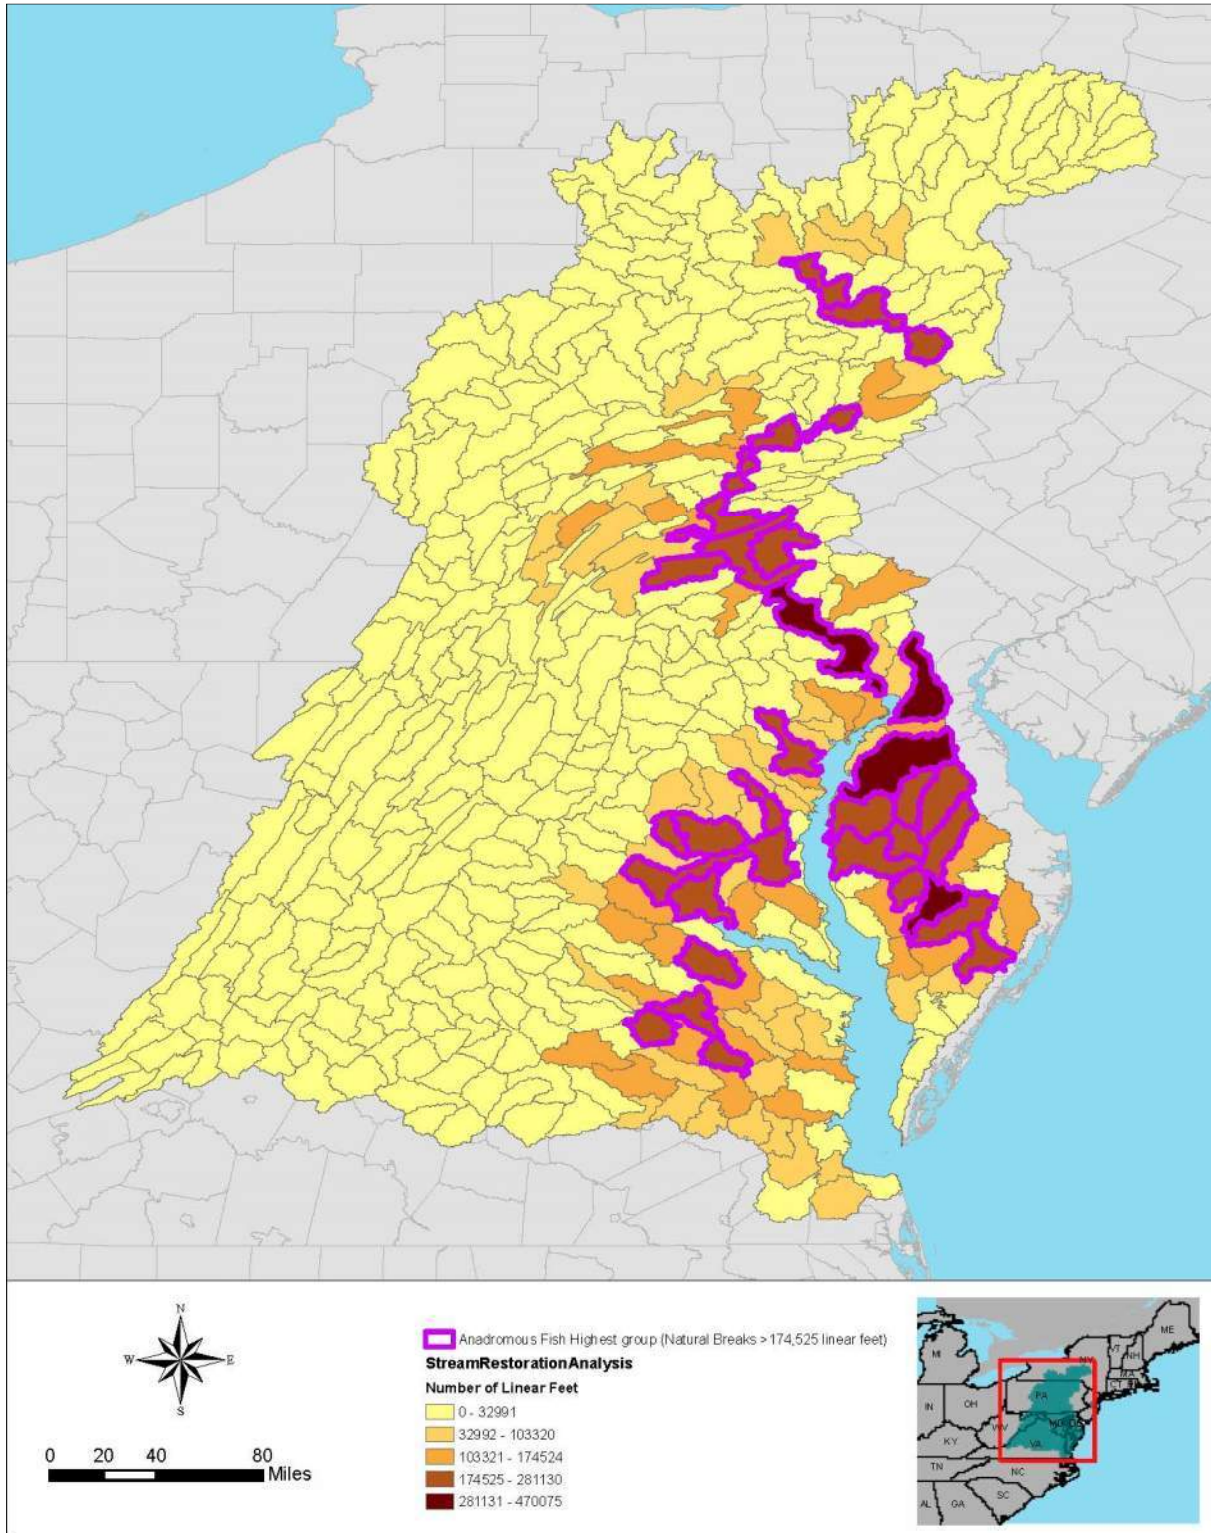 N
W E
S
0 20 40 80
Miles
Anadromous Fish Highest group (Natural Breaks > 174,525 linear feet)
StreamRestorationAnalysis
Number of Linear Feet
0 - 32991
32992 - 103320
103321 - 174524
174525 - 281130
281131 - 470075
ME
VT
NH
MI
NY
MA
CT
PA
IN
OH
WV
KY
VA
TN
NC
SC
AL
GA